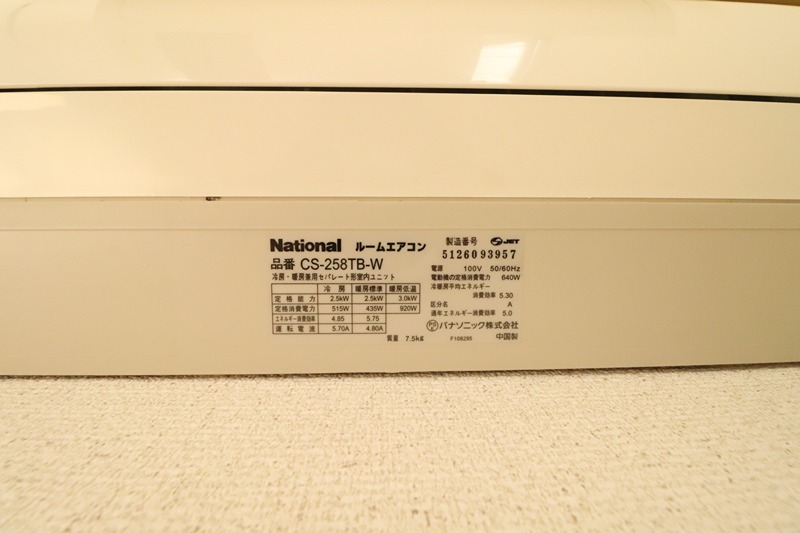 National ルームエアコン
品番 CS-258TB-W
冷房・暖房兼用セパレート形室内ユニット
冷 房 暖房標準 暖房低温
定 格 能 力 2.5kW 2.5kW 3.0kW
定格消費電力 515W 435W 920W
エネルギー消費効率 4.85 5.75
運 転 電 流 5.70A 4.80A
質量 7.5kg
製造番号 JET
5126093957
電源 100V 50/60Hz
電動機の定格消費電力 640W
冷暖房平均エネルギー
消費効率 5.30
区分名 A
通年エネルギー消費効率 5.0
PSE パナソニック株式会社
F108295 中国製